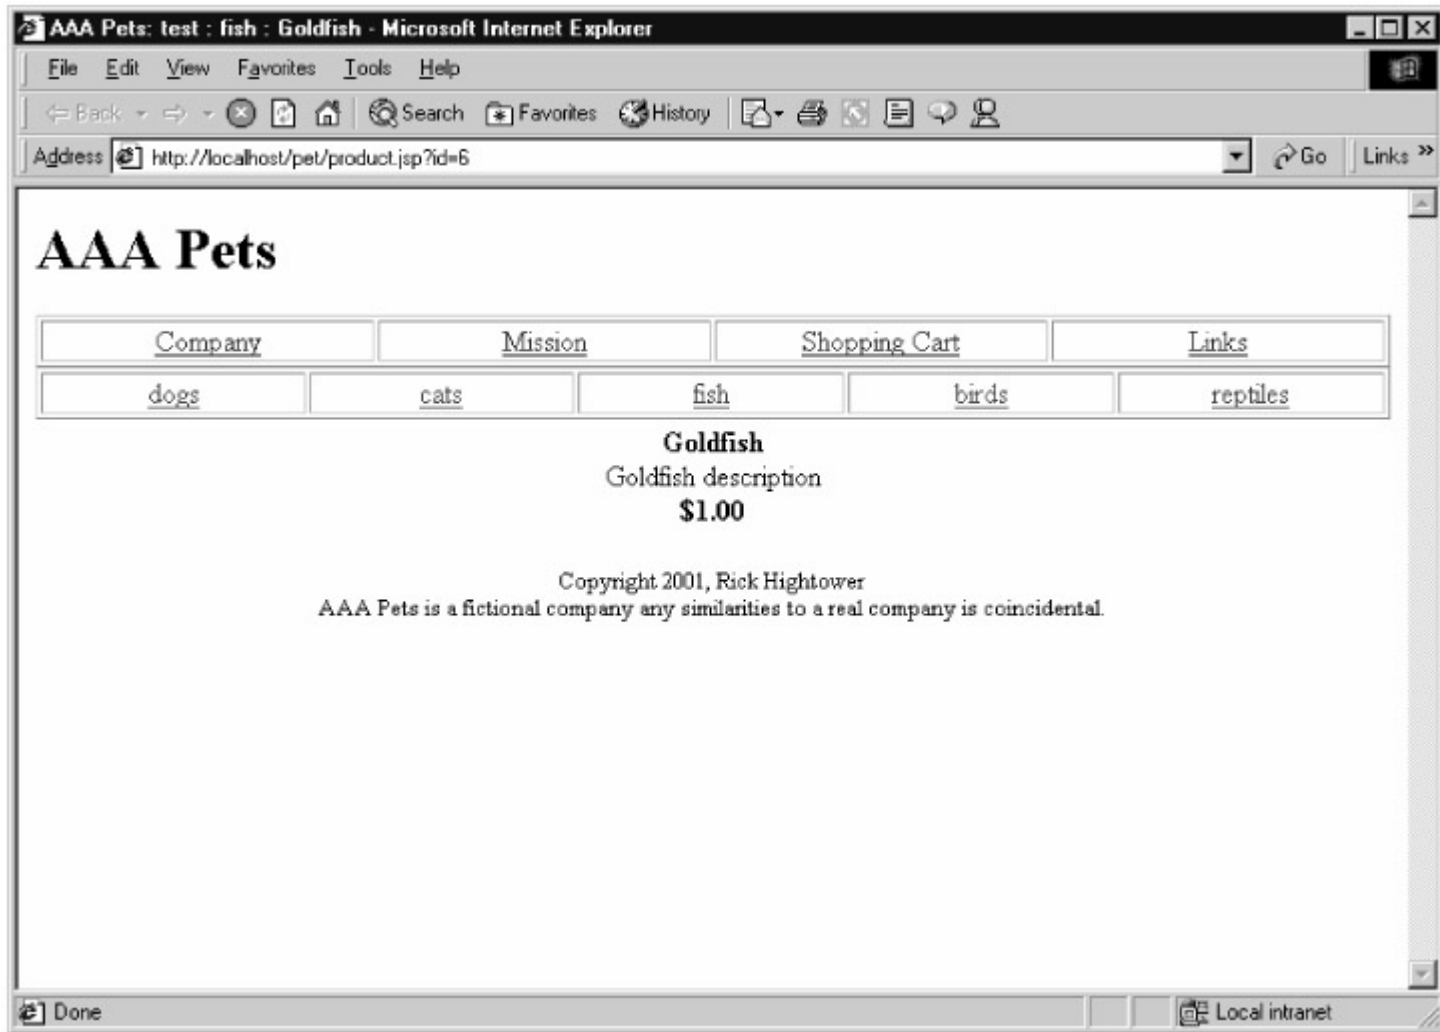 AAA Pets: test : fish : Goldfish - Microsoft Internet Explorer
File Edit View Favorites Tools Help
Back Search Favorites History
Address http://localhost/pet/product.jsp?id=6 Go Links »
AAA Pets
Company Mission Shopping Cart Links
dogs cats fish birds reptiles
Goldfish
Goldfish description
$1.00
Copyright 2001, Rick Hightower
AAA Pets is a fictional company any similarities to a real company is coincidental.
Done Local intranet